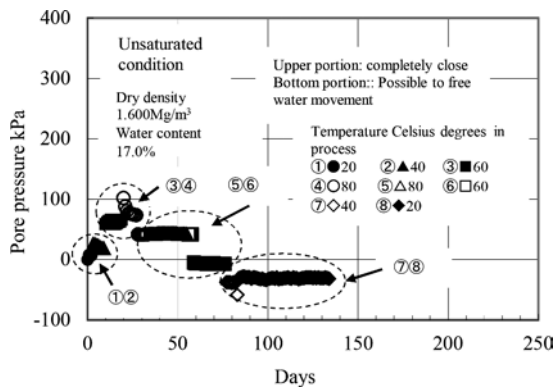 400
300
200
100
0
-100
Pore pressure kPa
Unsaturated
condition
Dry density
1.600Mg/m³
Water content
17.0%
Upper portion: completely close
Bottom portion:: Possible to free
water movement
Temperature Celsius degrees in
process
① ● 20 ② ▲ 40 ③ ■ 60
④ ○ 80 ⑤ △ 80 ⑥ □ 60
⑦ ◇ 40 ⑧ ◆ 20
③④
⑤⑥
①②
⑦⑧
0 50 100 150 200 250
Days